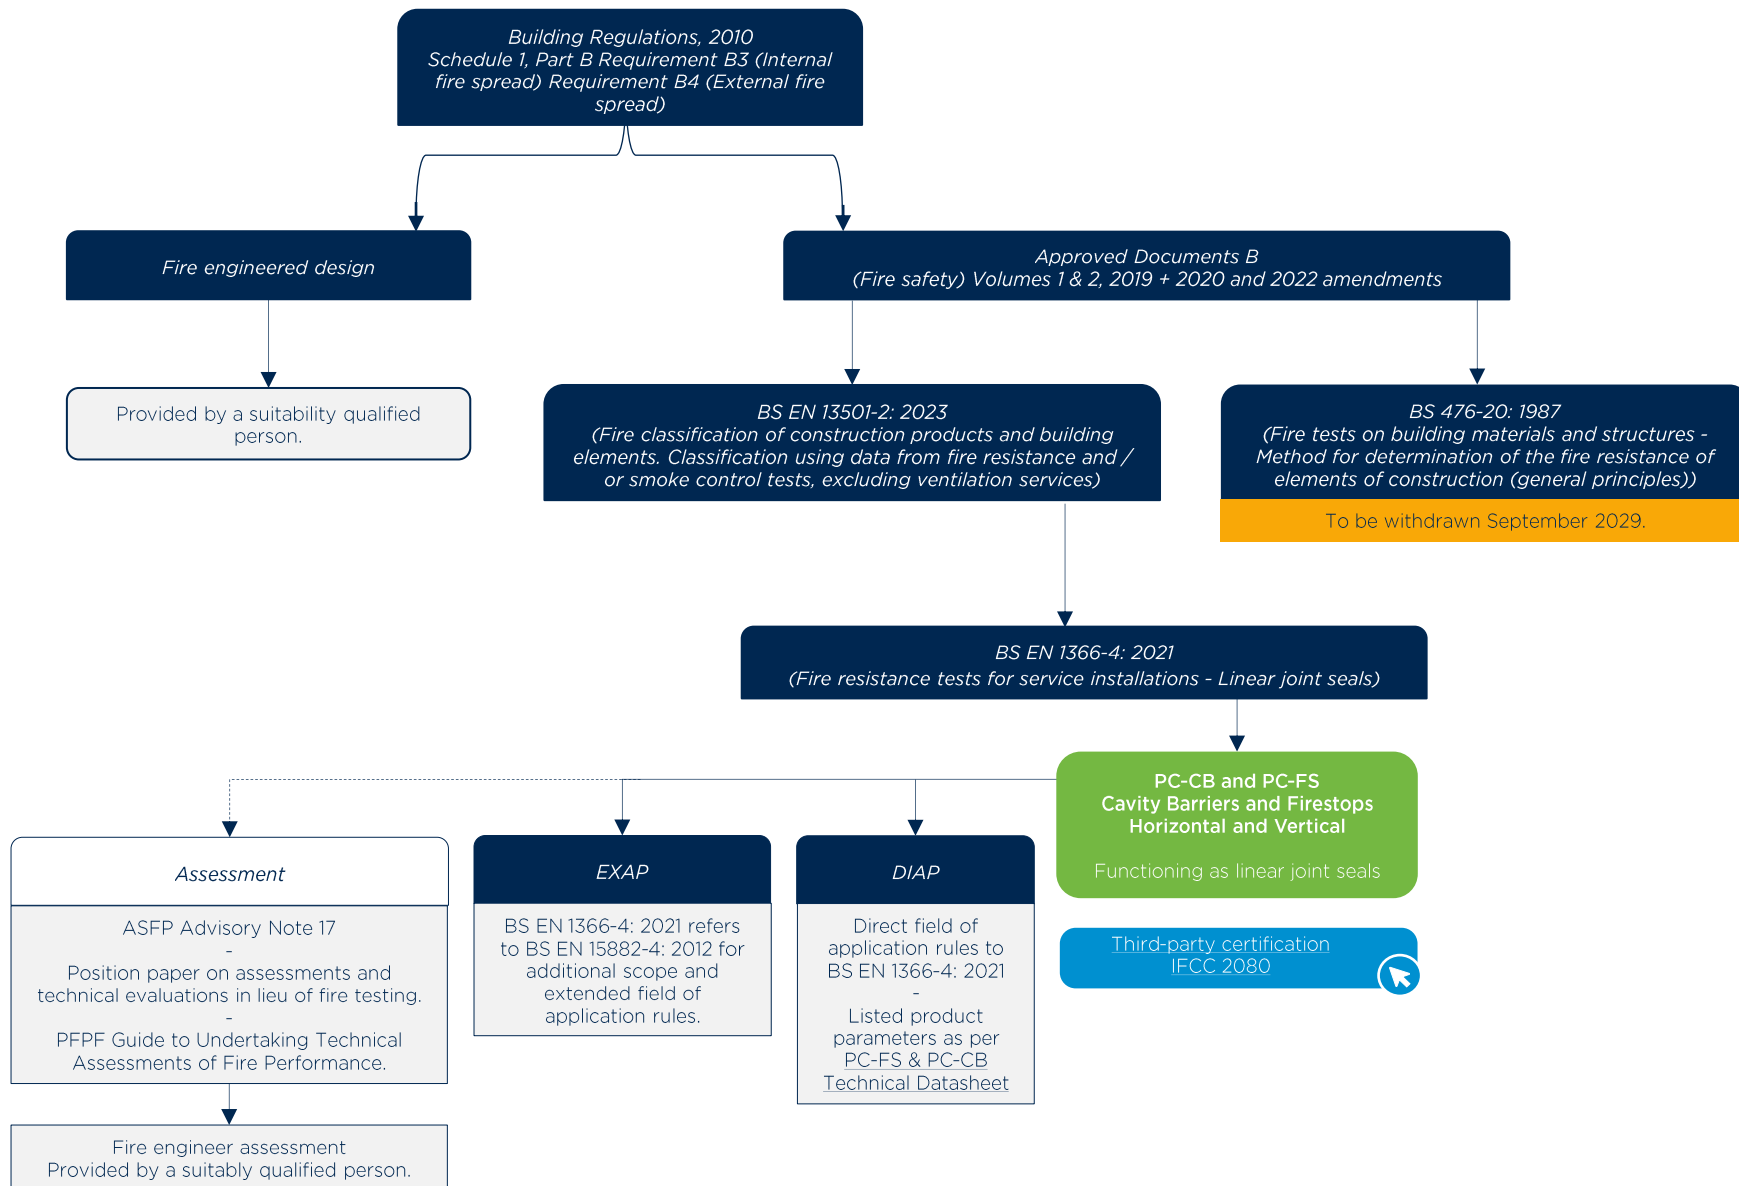 Building Regulations, 2010
Schedule 1, Part B Requirement B3 (Internal
fire spread) Requirement B4 (External fire
spread)
Fire engineered design
Approved Documents B
(Fire safety) Volumes 1 & 2, 2019 + 2020 and 2022 amendments
Provided by a suitability qualified
person.
BS EN 13501-2: 2023
(Fire classification of construction products and building
elements. Classification using data from fire resistance and /
or smoke control tests, excluding ventilation services)
BS 476-20: 1987
(Fire tests on building materials and structures -
Method for determination of the fire resistance of
elements of construction (general principles))
To be withdrawn September 2029.
BS EN 1366-4: 2021
(Fire resistance tests for service installations - Linear joint seals)
PC-CB and PC-FS
Cavity Barriers and Firestops
Horizontal and Vertical
Functioning as linear joint seals
Third-party certification
IFCC 2080
Assessment
ASFP Advisory Note 17
-
Position paper on assessments and
technical evaluations in lieu of fire testing.
-
PFPF Guide to Undertaking Technical
Assessments of Fire Performance.
Fire engineer assessment
Provided by a suitably qualified person.
EXAP
BS EN 1366-4: 2021 refers
to BS EN 15882-4: 2012 for
additional scope and
extended field of
application rules.
DIAP
Direct field of
application rules to
BS EN 1366-4: 2021
-
Listed product
parameters as per
PC-FS & PC-CB
Technical Datasheet